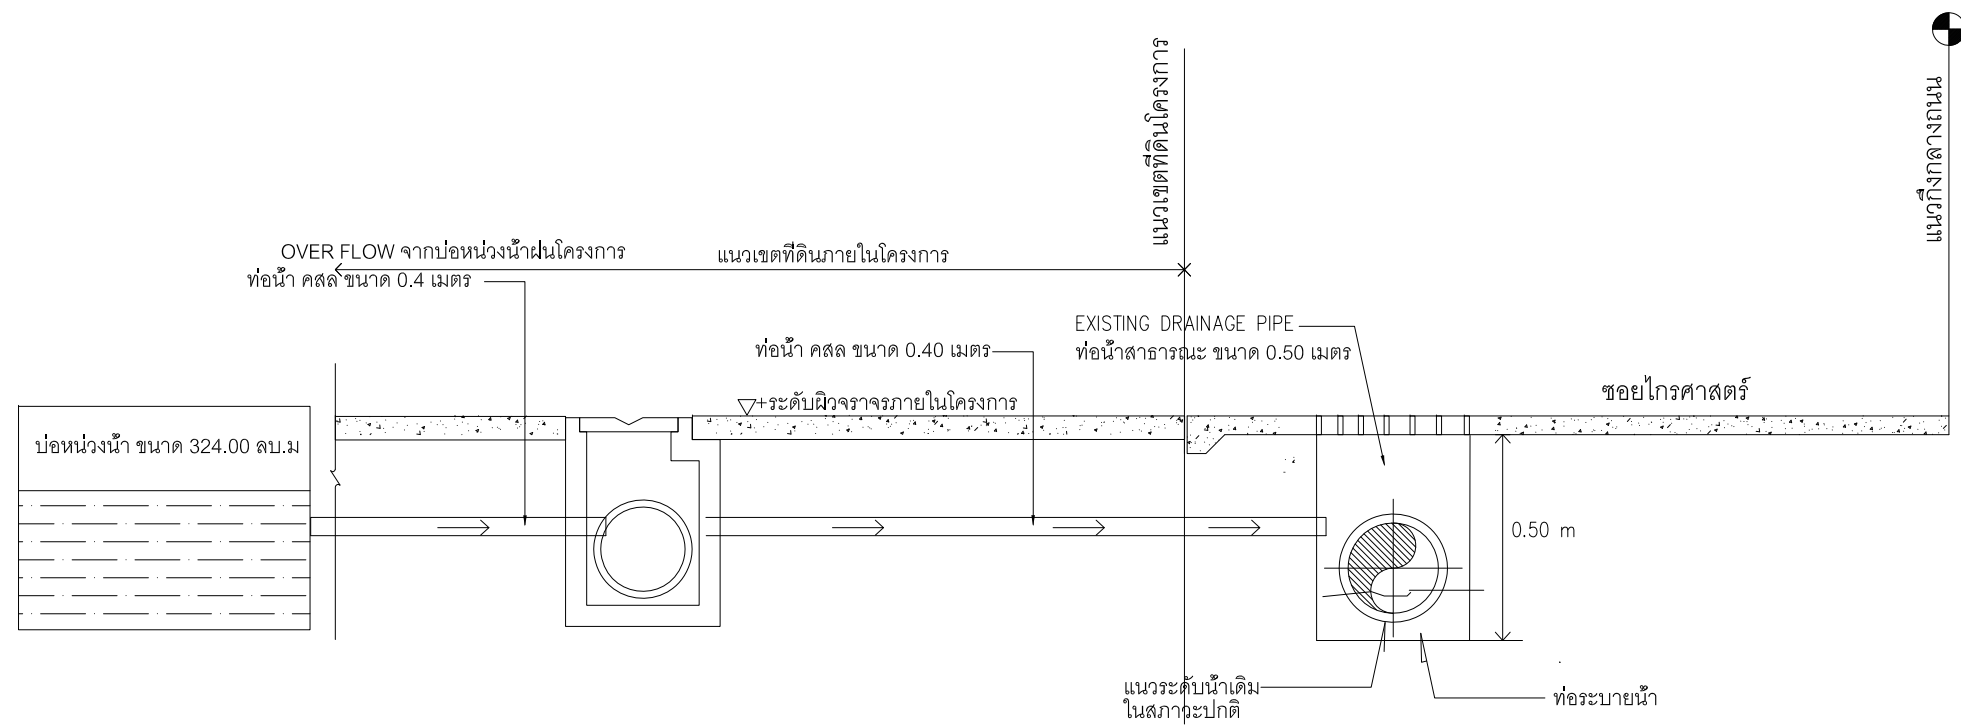 แนวเขตที่ดินโครงการ
แนวกึ่งกลางถนน
OVER FLOW จากบ่อหน่วงน้ำฝนโครงการ
แนวเขตที่ดินภายในโครงการ
ท่อน้ำ คสล ขนาด 0.4 เมตร
EXISTING DRAINAGE PIPE
ท่อน้ำสาธารณะ ขนาด 0.50 เมตร
ท่อน้ำ คสล ขนาด 0.40 เมตร
ซอยไกรศาสตร์
+ระดับผิวจราจรภายในโครงการ
บ่อหน่วงน้ำ ขนาด 324.00 ลบ.ม
0.50 m
แนวระดับน้ำเดิม
ในสภาวะปกติ
ท่อระบายน้ำ